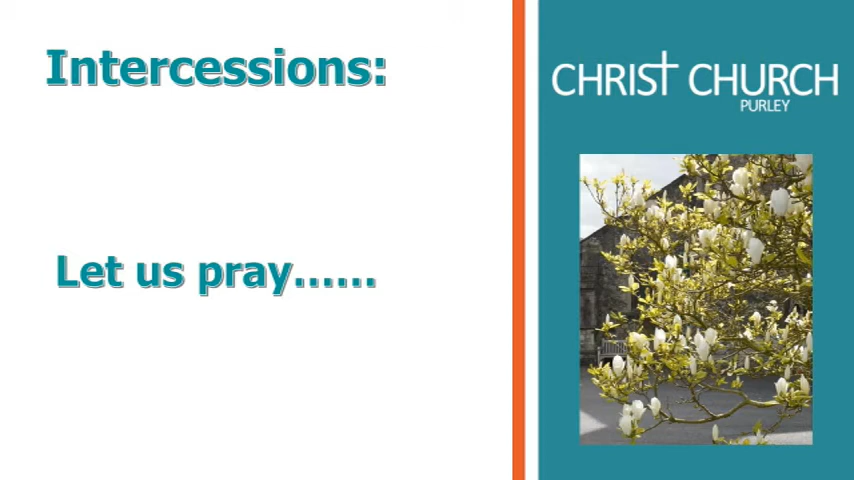 Intercessions:
Let us pray......
CHRIST CHURCH
PURLEY